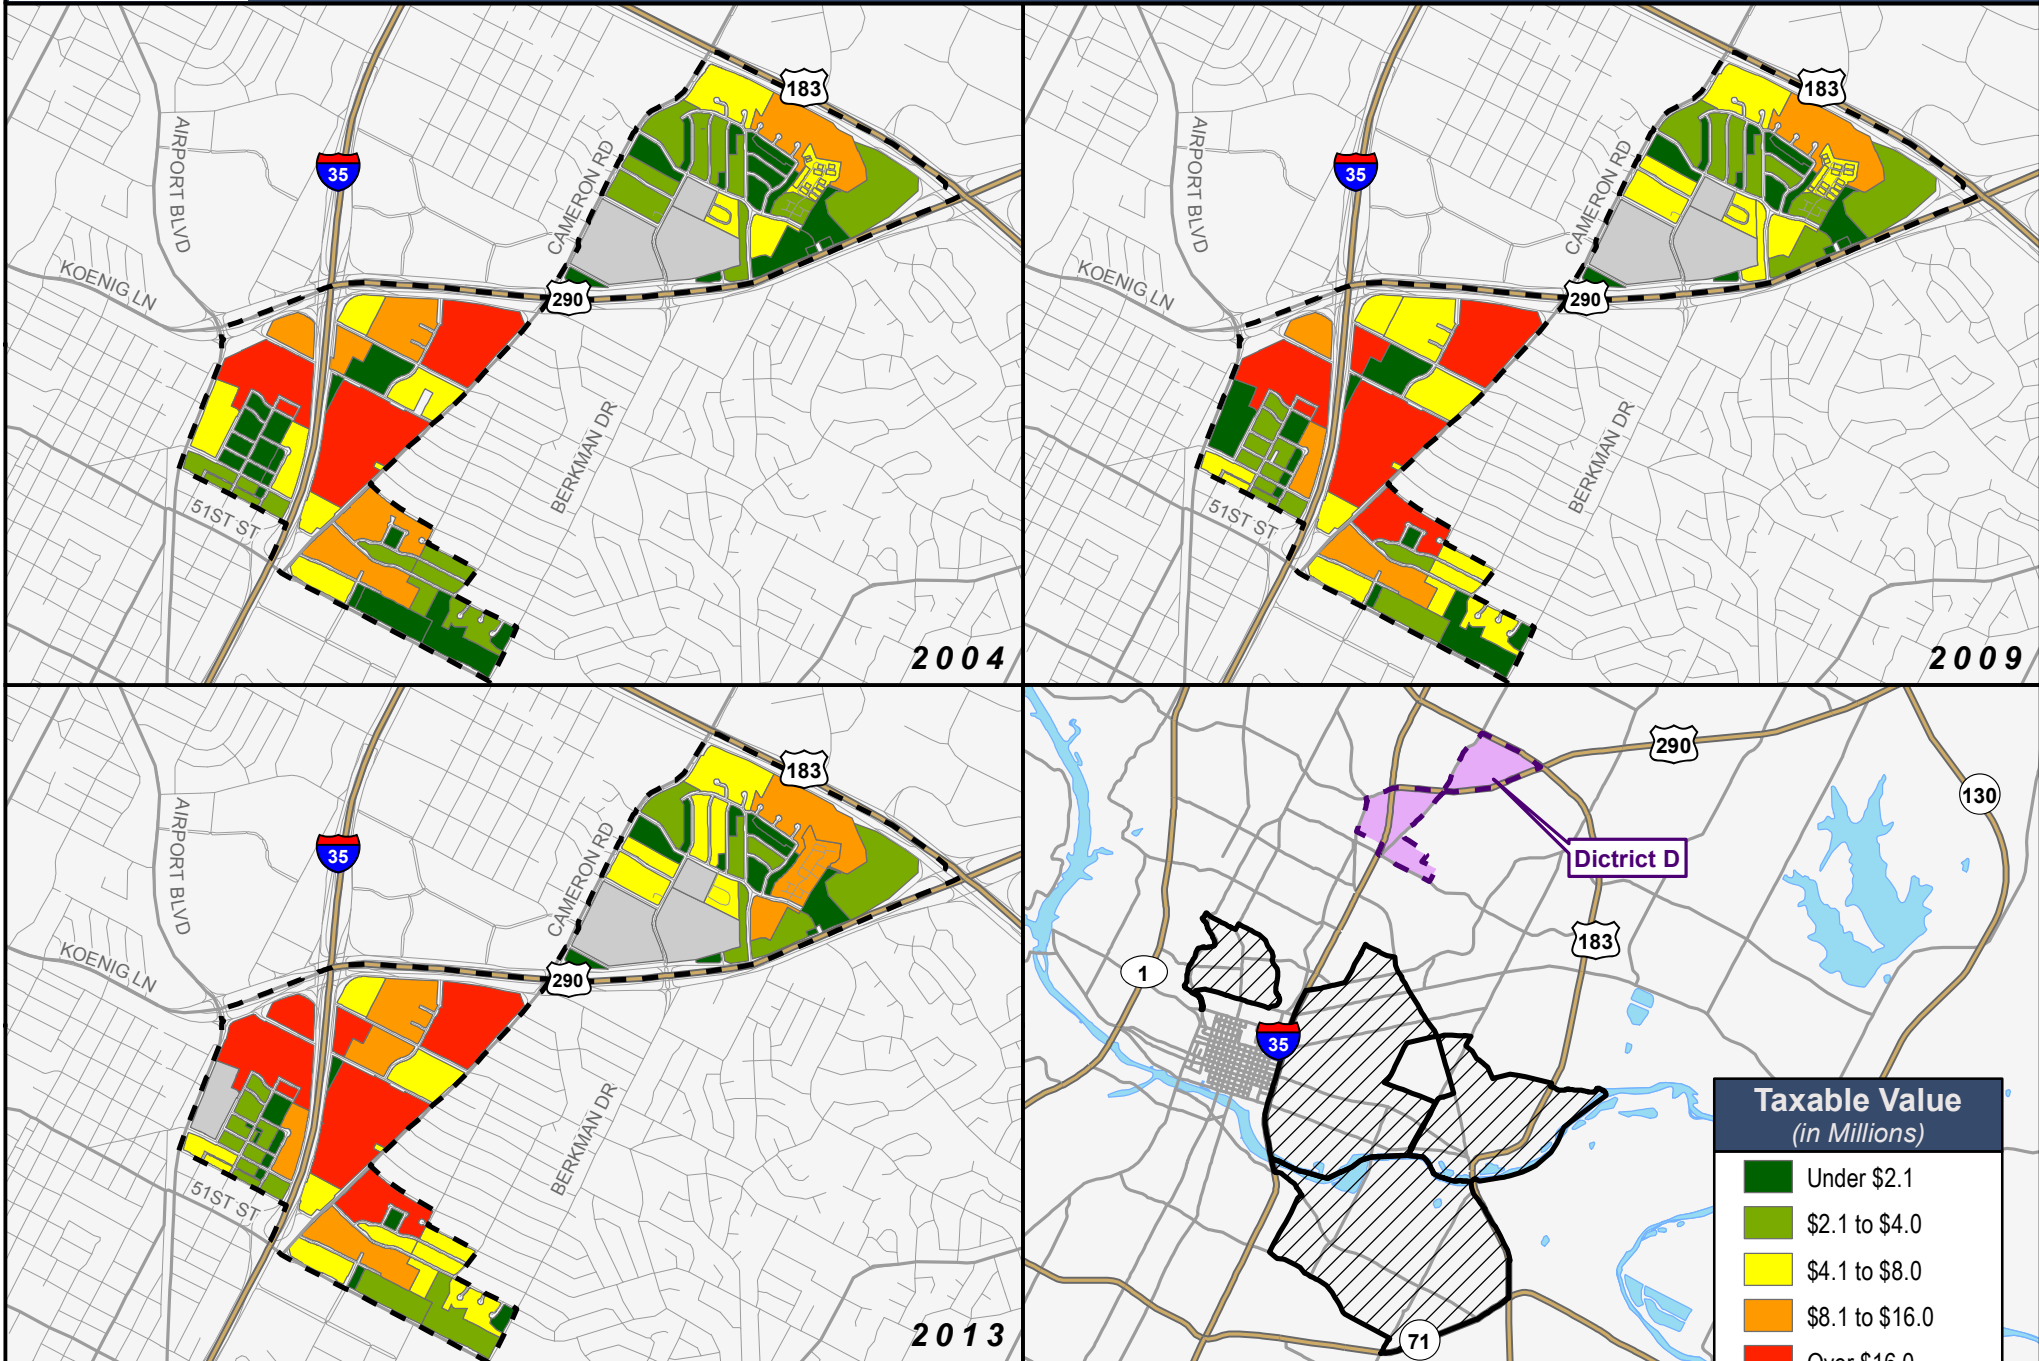 183
AIRPORT BLVD
35
CAMERON RD
KOENIG LN
290
BERKMAN DR
51ST ST
2004
183
AIRPORT BLVD
35
CAMERON RD
KOENIG LN
290
BERKMAN DR
51ST ST
2009
183
AIRPORT BLVD
35
CAMERON RD
KOENIG LN
290
BERKMAN DR
51ST ST
2013
290
130
Dictrict D
183
1
35
71
Taxable Value
(in Millions)
Under $2.1
$2.1 to $4.0
$4.1 to $8.0
$8.1 to $16.0
Over $16.0